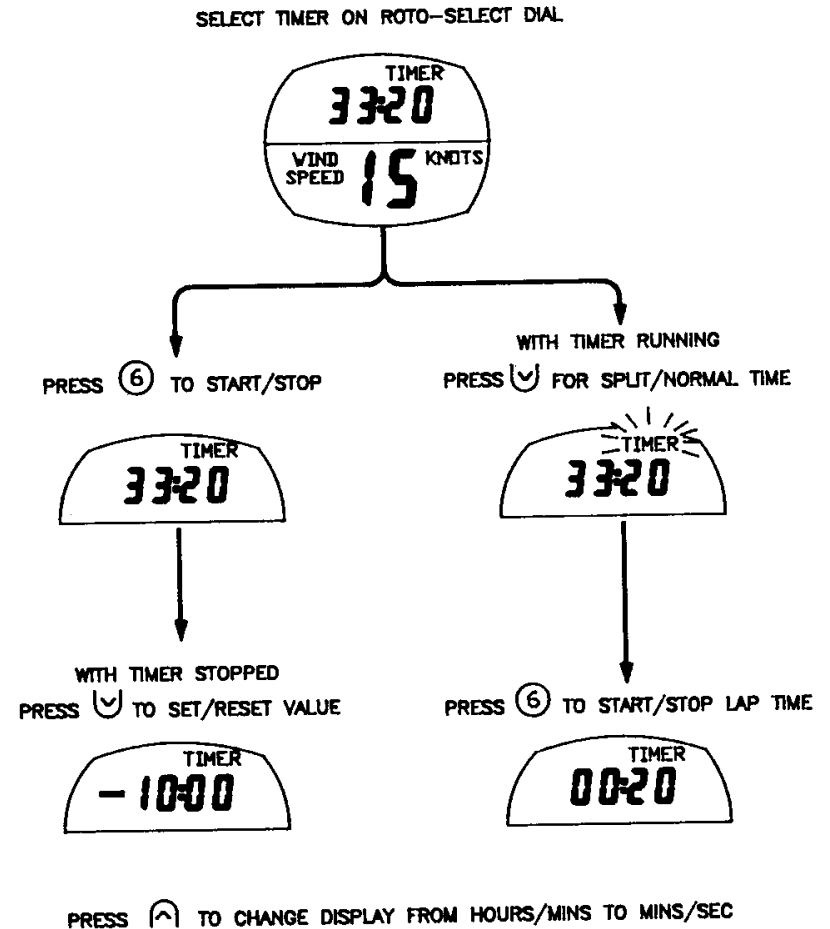 SELECT TIMER ON ROTO-SELECT DIAL
TIMER
33:20
WIND SPEED 15 KNOTS
PRESS 6 TO START/STOP
TIMER
33:20
WITH TIMER STOPPED
PRESS TO SET/RESET VALUE
TIMER
-10:00
WITH TIMER RUNNING
PRESS FOR SPLIT/NORMAL TIME
TIMER
33:20
PRESS 6 TO START/STOP LAP TIME
TIMER
00:20
PRESS TO CHANGE DISPLAY FROM HOURS/MINS TO MINS/SEC